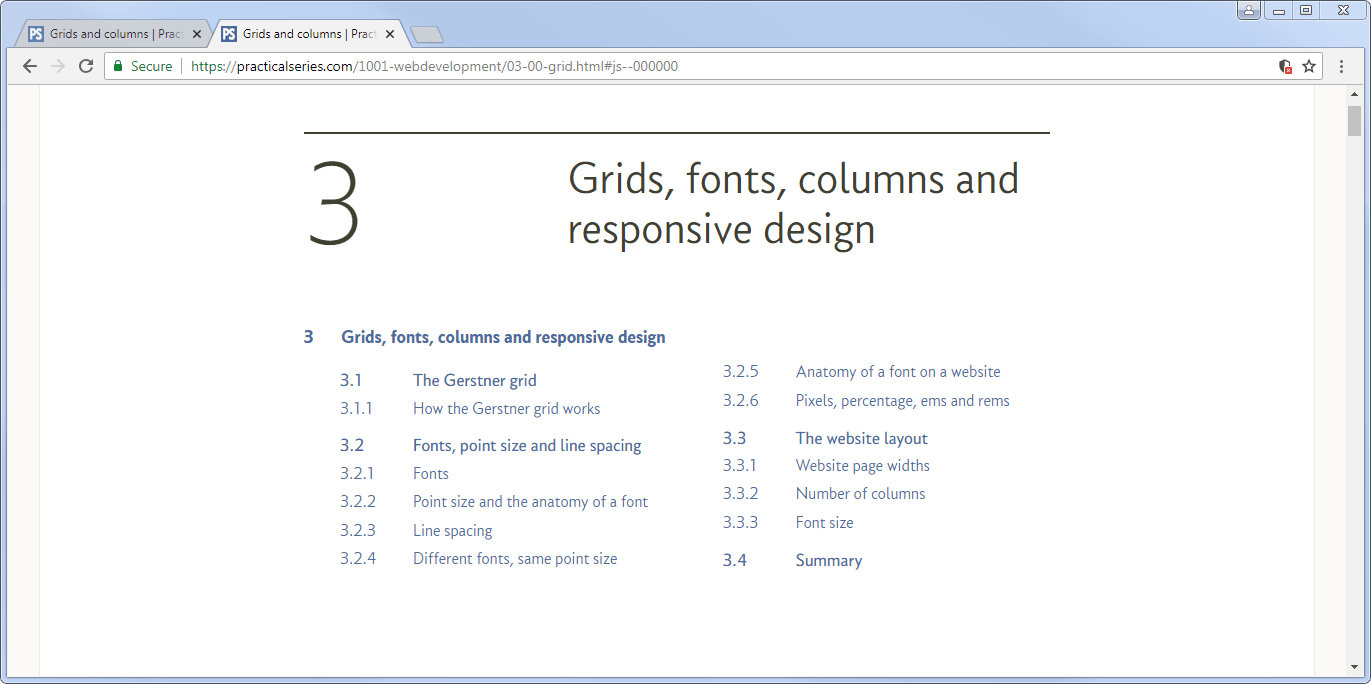 PS Grids and columns | Prac
PS Grids and columns | Pract
Secure https://practicalseries.com/1001-webdevelopment/03-00-grid.html#js--000000
3
Grids, fonts, columns and
responsive design
3 Grids, fonts, columns and responsive design
3.1 The Gerstner grid
3.1.1 How the Gerstner grid works
3.2 Fonts, point size and line spacing
3.2.1 Fonts
3.2.2 Point size and the anatomy of a font
3.2.3 Line spacing
3.2.4 Different fonts, same point size
3.2.5 Anatomy of a font on a website
3.2.6 Pixels, percentage, ems and rems
3.3 The website layout
3.3.1 Website page widths
3.3.2 Number of columns
3.3.3 Font size
3.4 Summary